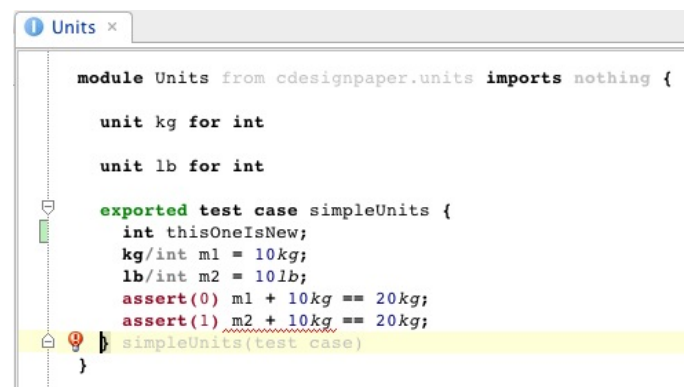 Units ×
module Units from cdesignpaper.units imports nothing {
unit kg for int
unit lb for int
exported test case simpleUnits {
int thisOneIsNew;
kg/int m1 = 10kg;
lb/int m2 = 10lb;
assert(0) m1 + 10kg == 20kg;
assert(1) m2 + 10kg == 20kg;
} simpleUnits(test case)
}